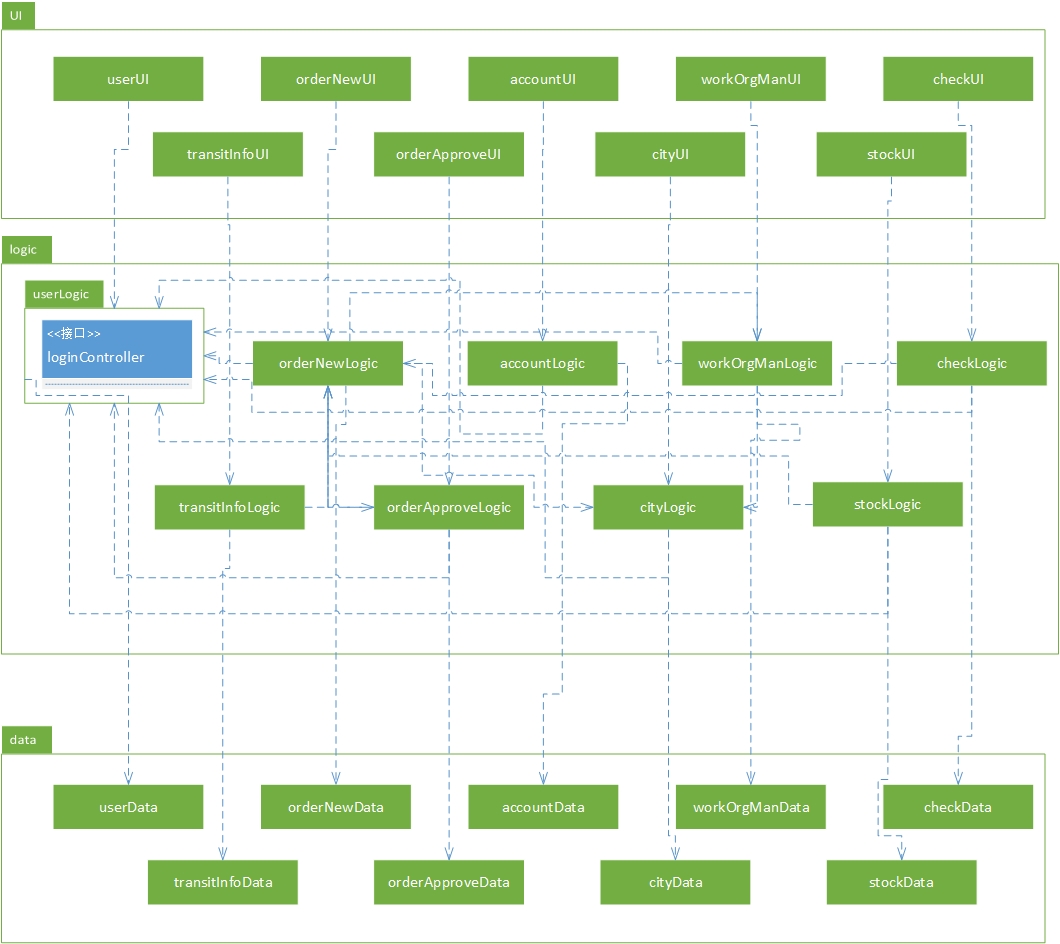 UI
userUI
orderNewUI
accountUI
workOrgManUI
checkUI
transitInfoUI
orderApproveUI
cityUI
stockUI
logic
userLogic
<<接口>>
loginController
orderNewLogic
accountLogic
workOrgManLogic
checkLogic
transitInfoLogic
orderApproveLogic
cityLogic
stockLogic
data
userData
orderNewData
accountData
workOrgManData
checkData
transitInfoData
orderApproveData
cityData
stockData